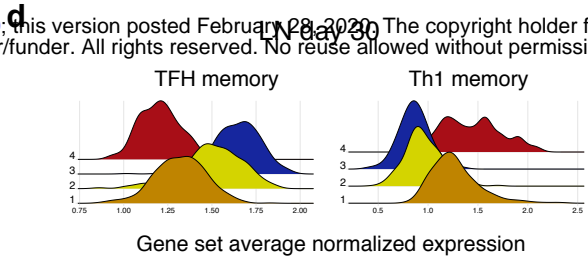 d
; this version posted February 28, 2020. The copyright holder f
r/funder. All rights reserved. No reuse allowed without permissi
LN day 30
TFH memory
Th1 memory
4
3
2
1
0.75 1.00 1.25 1.50 1.75 2.00
4
3
2
1
0.5 1.0 1.5 2.0 2.5
Gene set average normalized expression